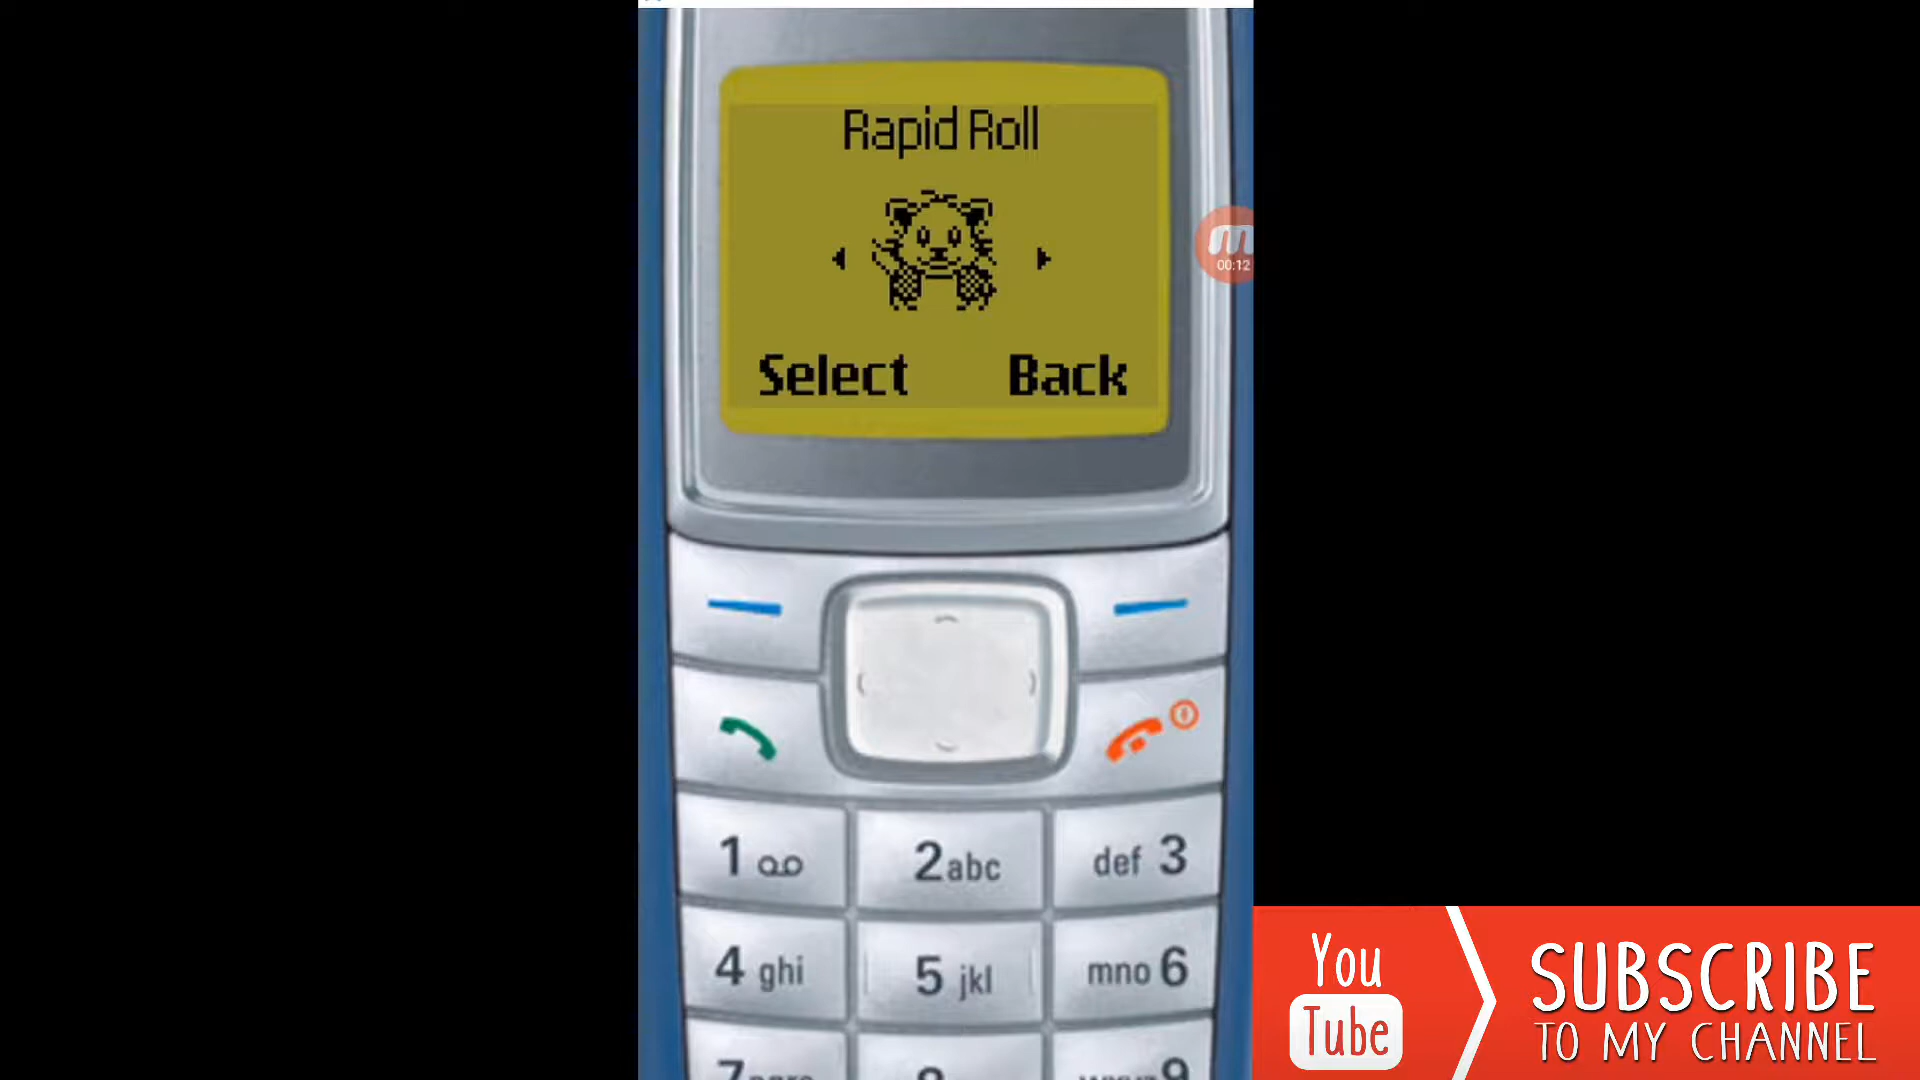 Rapid Roll
Select Back
00:12
1 2abc def 3
4 ghi 5 jkl mno 6
You
Tube
SUBSCRIBE
TO MY CHANNEL